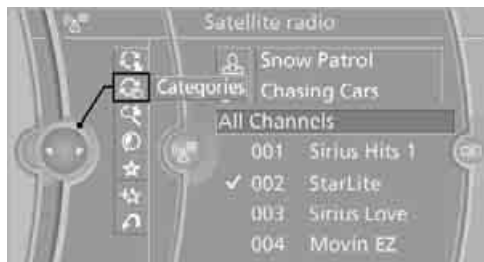 Satellite radio
Snow Patrol
Categories
Chasing Cars
All Channels
001 Sirius Hits 1
✓ 002 StarLite
003 Sirius Love
004 Movin EZ